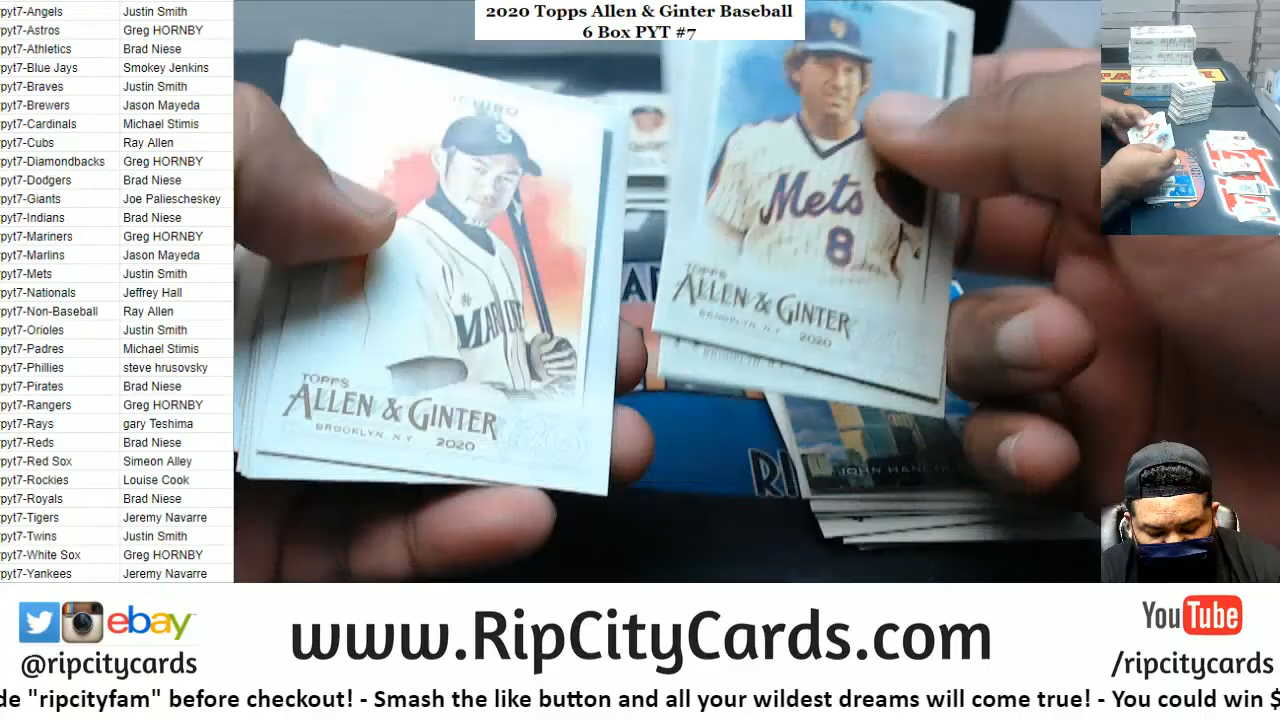 2020 Topps Allen & Ginter Baseball
6 Box PYT #7
pyt7-Angels Justin Smith
pyt7-Astros Greg HORNBY
pyt7-Athletics Brad Niese
pyt7-Blue Jays Smokey Jenkins
pyt7-Braves Justin Smith
pyt7-Brewers Jason Mayeda
pyt7-Cardinals Michael Stimis
pyt7-Cubs Ray Allen
pyt7-Diamondbacks Greg HORNBY
pyt7-Dodgers Brad Niese
pyt7-Giants Joe Paliescheskey
pyt7-Indians Brad Niese
pyt7-Mariners Greg HORNBY
pyt7-Marlins Jason Mayeda
pyt7-Mets Justin Smith
pyt7-Nationals Jeffrey Hall
pyt7-Non-Baseball Ray Allen
pyt7-Orioles Justin Smith
pyt7-Padres Michael Stimis
pyt7-Phillies steve hrusovsky
pyt7-Pirates Brad Niese
pyt7-Rangers Greg HORNBY
pyt7-Rays gary Teshima
pyt7-Reds Brad Niese
pyt7-Red Sox Simeon Alley
pyt7-Rockies Louise Cook
pyt7-Royals Brad Niese
pyt7-Tigers Jeremy Navarre
pyt7-Twins Justin Smith
pyt7-White Sox Greg HORNBY
pyt7-Yankees Jeremy Navarre
ICHIRO
S
TOPPS
ALLEN & GINTER
BROOKLYN, N.Y 2020
Mets
8
TOPPS
ALLEN & GINTER
BROOKLYN, N.Y 2020
JOHN HANCO
RI
ebay
@ripcitycards
www.RipCityCards.com
YouTube
/ripcitycards
de "ripcityfam" before checkout! - Smash the like button and all your wildest dreams will come true! - You could win $